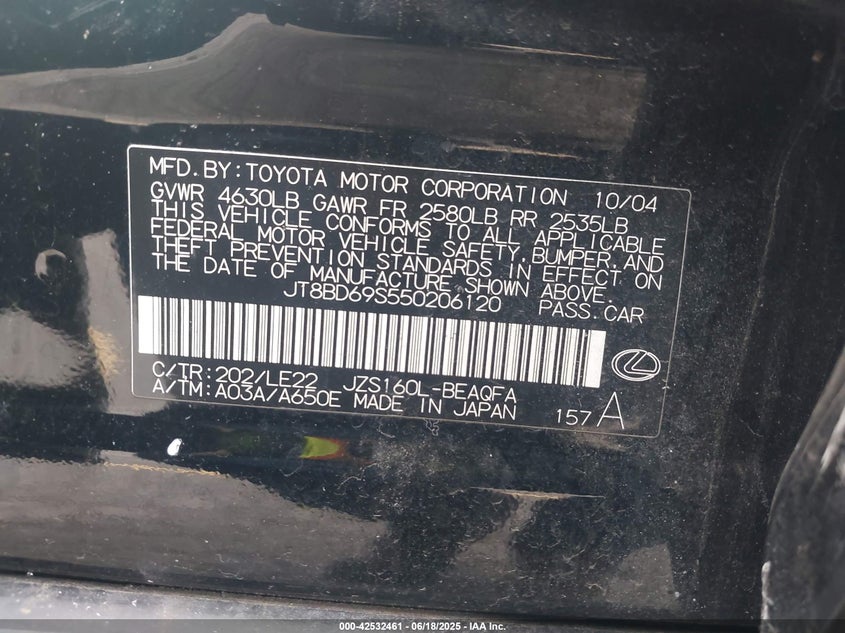 MFD.BY:TOYOTA MOTOR CORPORATION 10/04
GVWR 4630LB GAWR FR 2580LB RR 2535LB
THIS VEHICLE CONFORMS TO ALL APPLICABLE
FEDERAL MOTOR VEHICLE SAFETY,BUMPER,AND
THEFT PREVENTION STANDARDS IN EFFECT ON
THE DATE OF MANUFACTURE SHOWN ABOVE.
JT8BD69S550206120 PASS.CAR
C/TR:202/LE22 JZS160L-BEAQFA
A/TM:A03A/A650E MADE IN JAPAN 157A
000-42532461 - 06/18/2025 - IAA Inc.